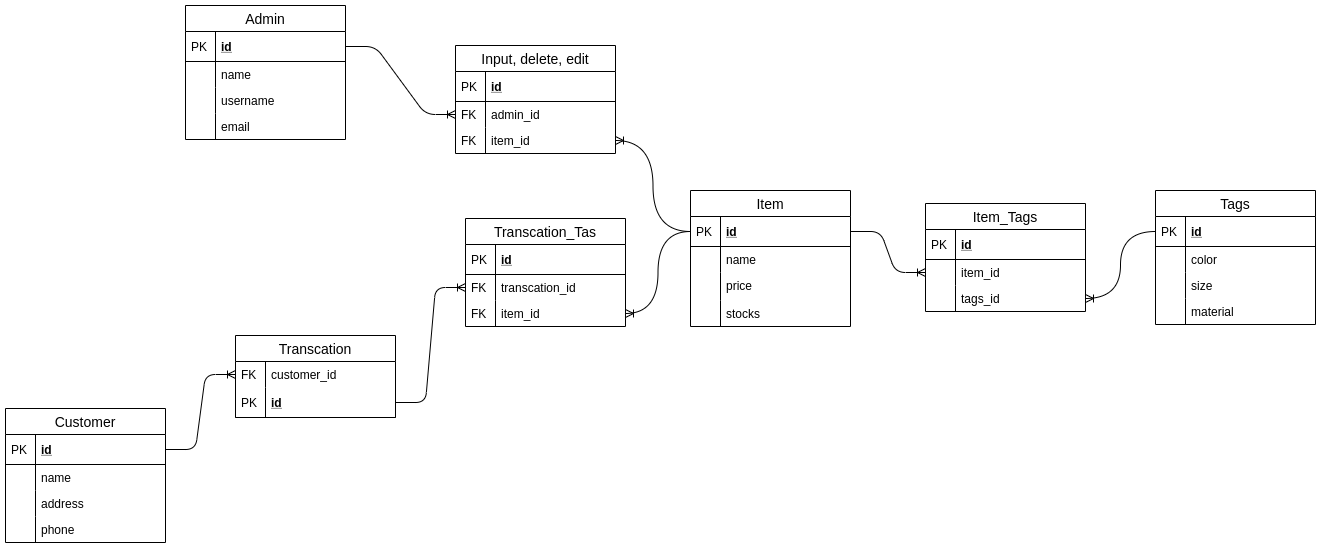 Admin
PK id
name
username
email
Input, delete, edit
PK id
FK admin_id
FK item_id
Transcation_Tas
PK id
FK transcation_id
FK item_id
Item
PK id
name
price
stocks
Item_Tags
PK id
item_id
tags_id
Tags
PK id
color
size
material
Transcation
FK customer_id
PK id
Customer
PK id
name
address
phone